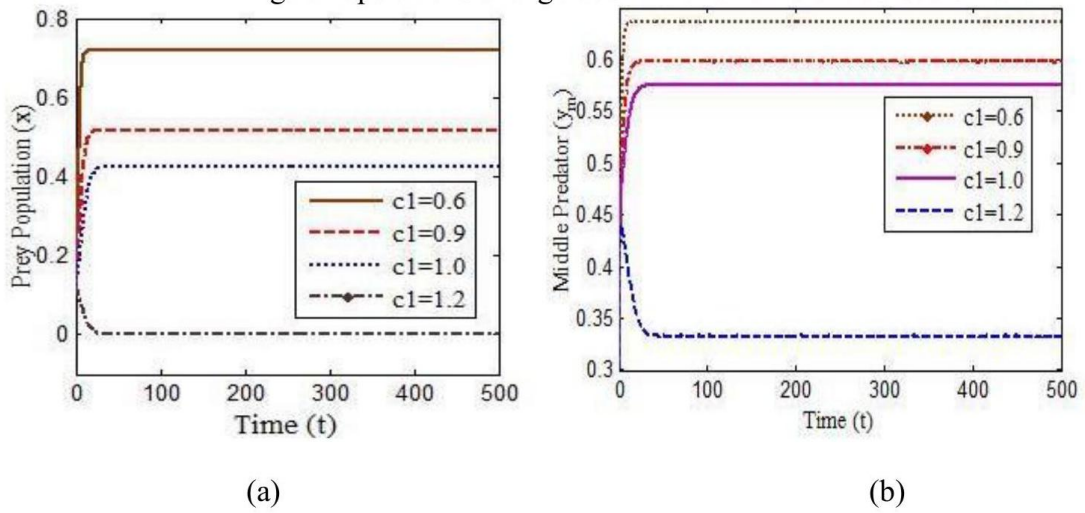 0.8
0.6
0.4
0.2
0
Prey Population (x)
c1=0.6
c1=0.9
c1=1.0
c1=1.2
0 100 200 300 400 500
Time (t)
(a)
0.6
0.55
0.5
0.45
0.4
0.35
0.3
Middle Predator (y_m)
c1=0.6
c1=0.9
c1=1.0
c1=1.2
0 100 200 300 400 500
Time (t)
(b)